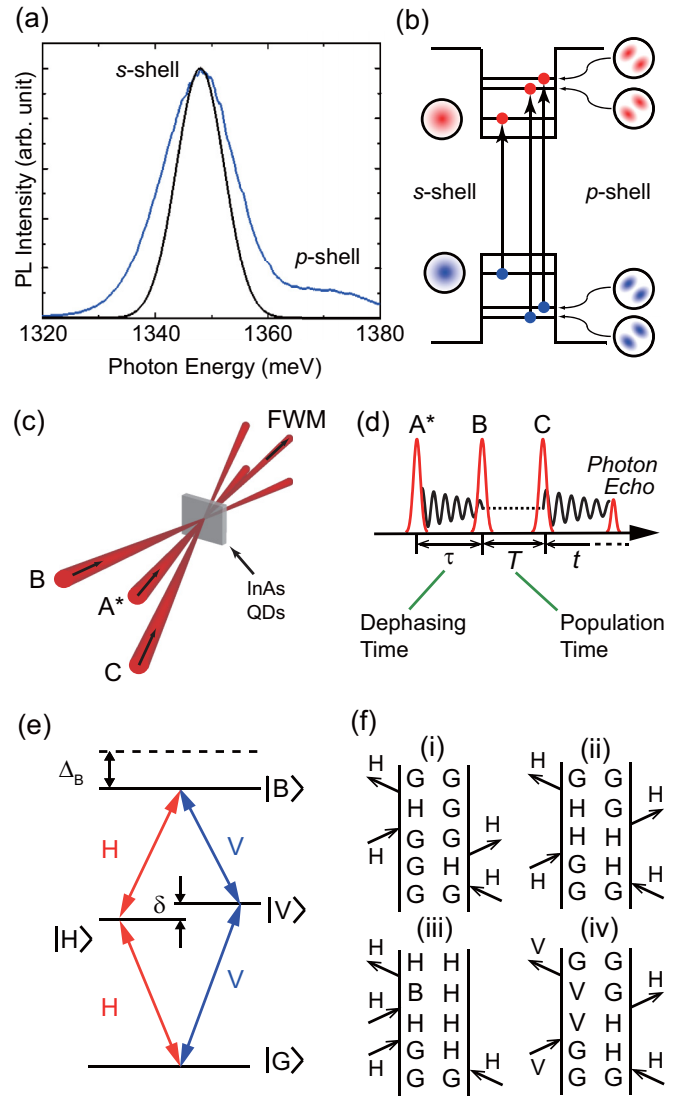 (a)
s-shell
p-shell
PL Intensity (arb. unit)
1320 1340 1360 1380
Photon Energy (meV)
(b)
s-shell p-shell
(c)
FWM
B
A*
C
InAs
QDs
(d)
A* B C
Photon
Echo
τ T t
Dephasing
Time
Population
Time
(e)
Δ_B
|B⟩
H V
δ
|V⟩
|H⟩
H V
|G⟩
(f)
(i)
H
G G
H G
G G
H
H
G H
G G
H
(ii)
H
G G
H G
H
H H
H
G H
G G
H
(iii)
H
H H
B H
H
H H
H
G H
G G
H
(iv)
V
G G
V G
H
V H
V
G H
G G
H